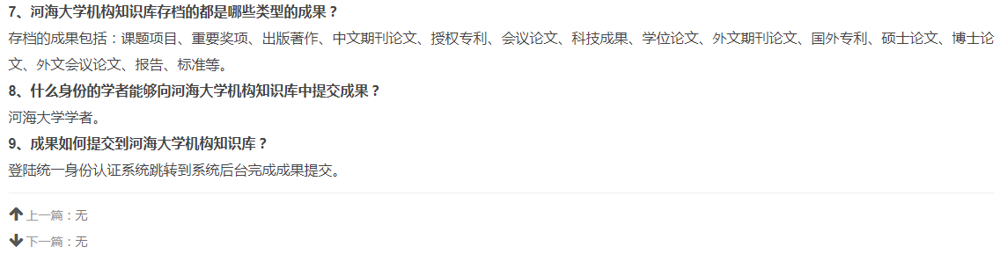 7、河海大学机构知识库存档的都是哪些类型的成果？
存档的成果包括：课题项目、重要奖项、出版著作、中文期刊论文、授权专利、会议论文、科技成果、学位论文、外文期刊论文、国外专利、硕士论文、博士论
文、外文会议论文、报告、标准等。
8、什么身份的学者能够向河海大学机构知识库中提交成果？
河海大学学者。
9、成果如何提交到河海大学机构知识库？
登陆统一身份认证系统跳转到系统后台完成成果提交。
上一篇：无
下一篇：无